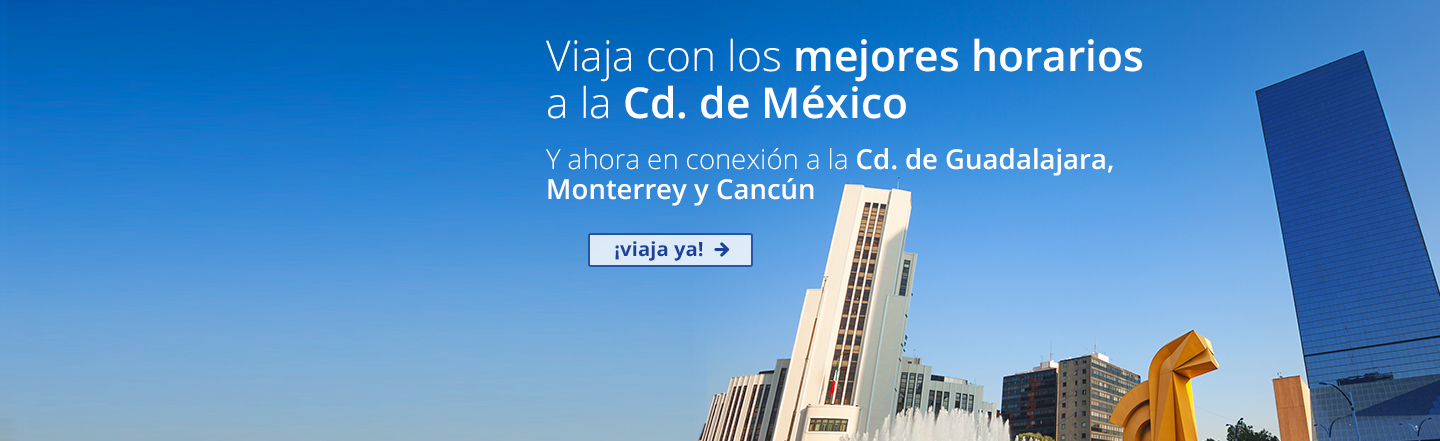 Viaja con los mejores horarios
a la Cd. de México
Y ahora en conexión a la Cd. de Guadalajara,
Monterrey y Cancún
¡viaja ya! →